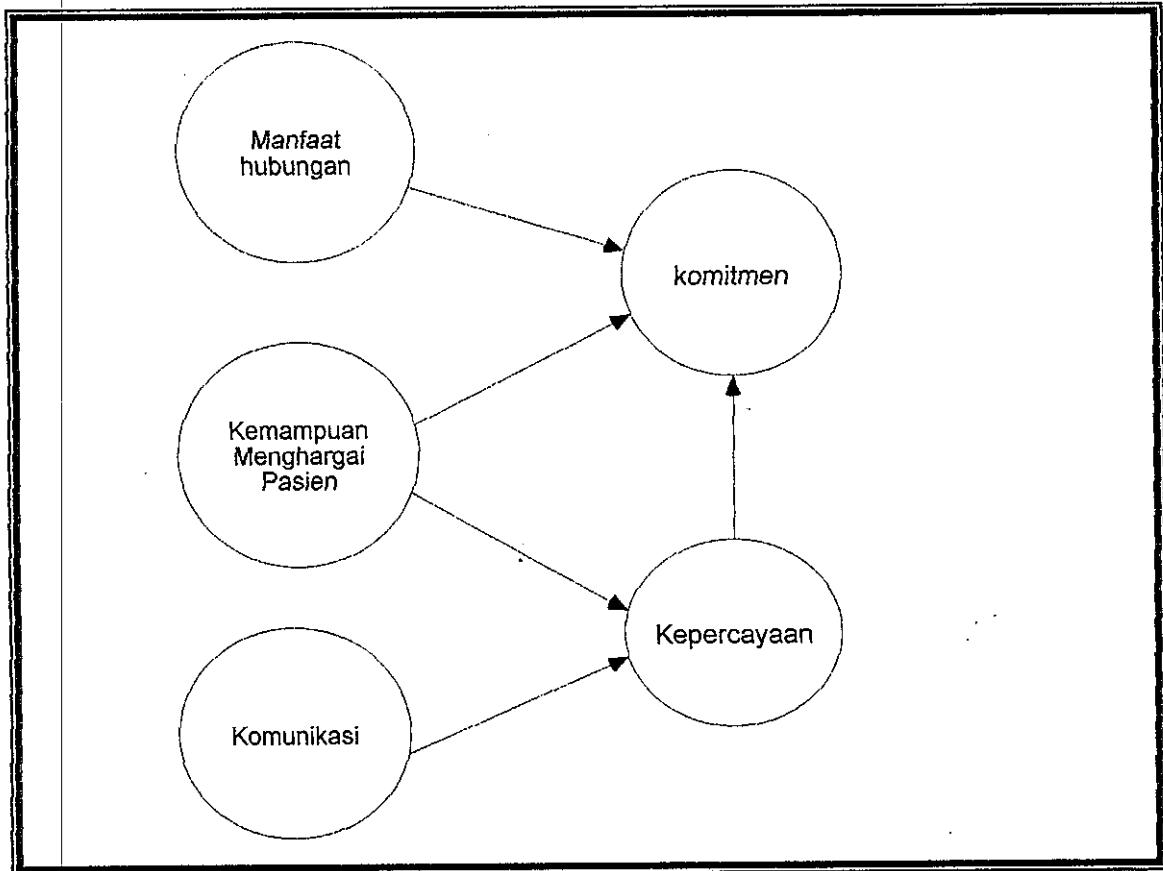 Manfaat
hubungan
komitmen
Kemampuan
Menghargai
Pasien
Kepercayaan
Komunikasi